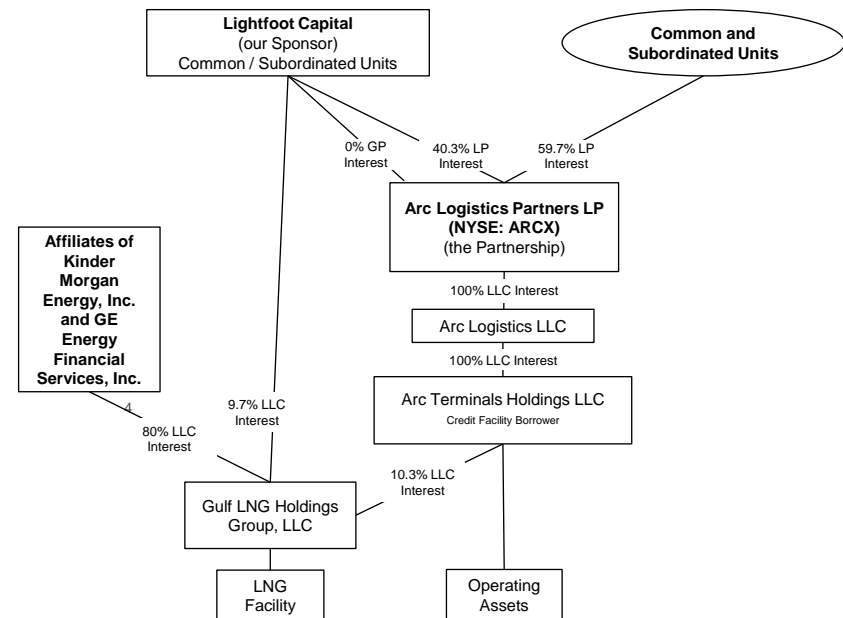 Lightfoot Capital
(our Sponsor)
Common / Subordinated Units
Common and
Subordinated Units
0% GP
Interest
40.3% LP
Interest
59.7% LP
Interest
Arc Logistics Partners LP
(NYSE: ARCX)
(the Partnership)
Affiliates of
Kinder
Morgan
Energy, Inc.
and GE
Energy
Financial
Services, Inc.
100% LLC Interest
Arc Logistics LLC
100% LLC Interest
Arc Terminals Holdings LLC
Credit Facility Borrower
4
80% LLC
Interest
9.7% LLC
Interest
10.3% LLC
Interest
Gulf LNG Holdings
Group, LLC
LNG
Facility
Operating
Assets